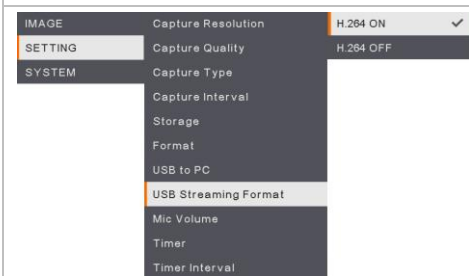 IMAGE
SETTING
SYSTEM
Capture Resolution
Capture Quality
Capture Type
Capture Interval
Storage
Format
USB to PC
USB Streaming Format
Mic Volume
Timer
Timer Interval
H.264 ON ✓
H.264 OFF